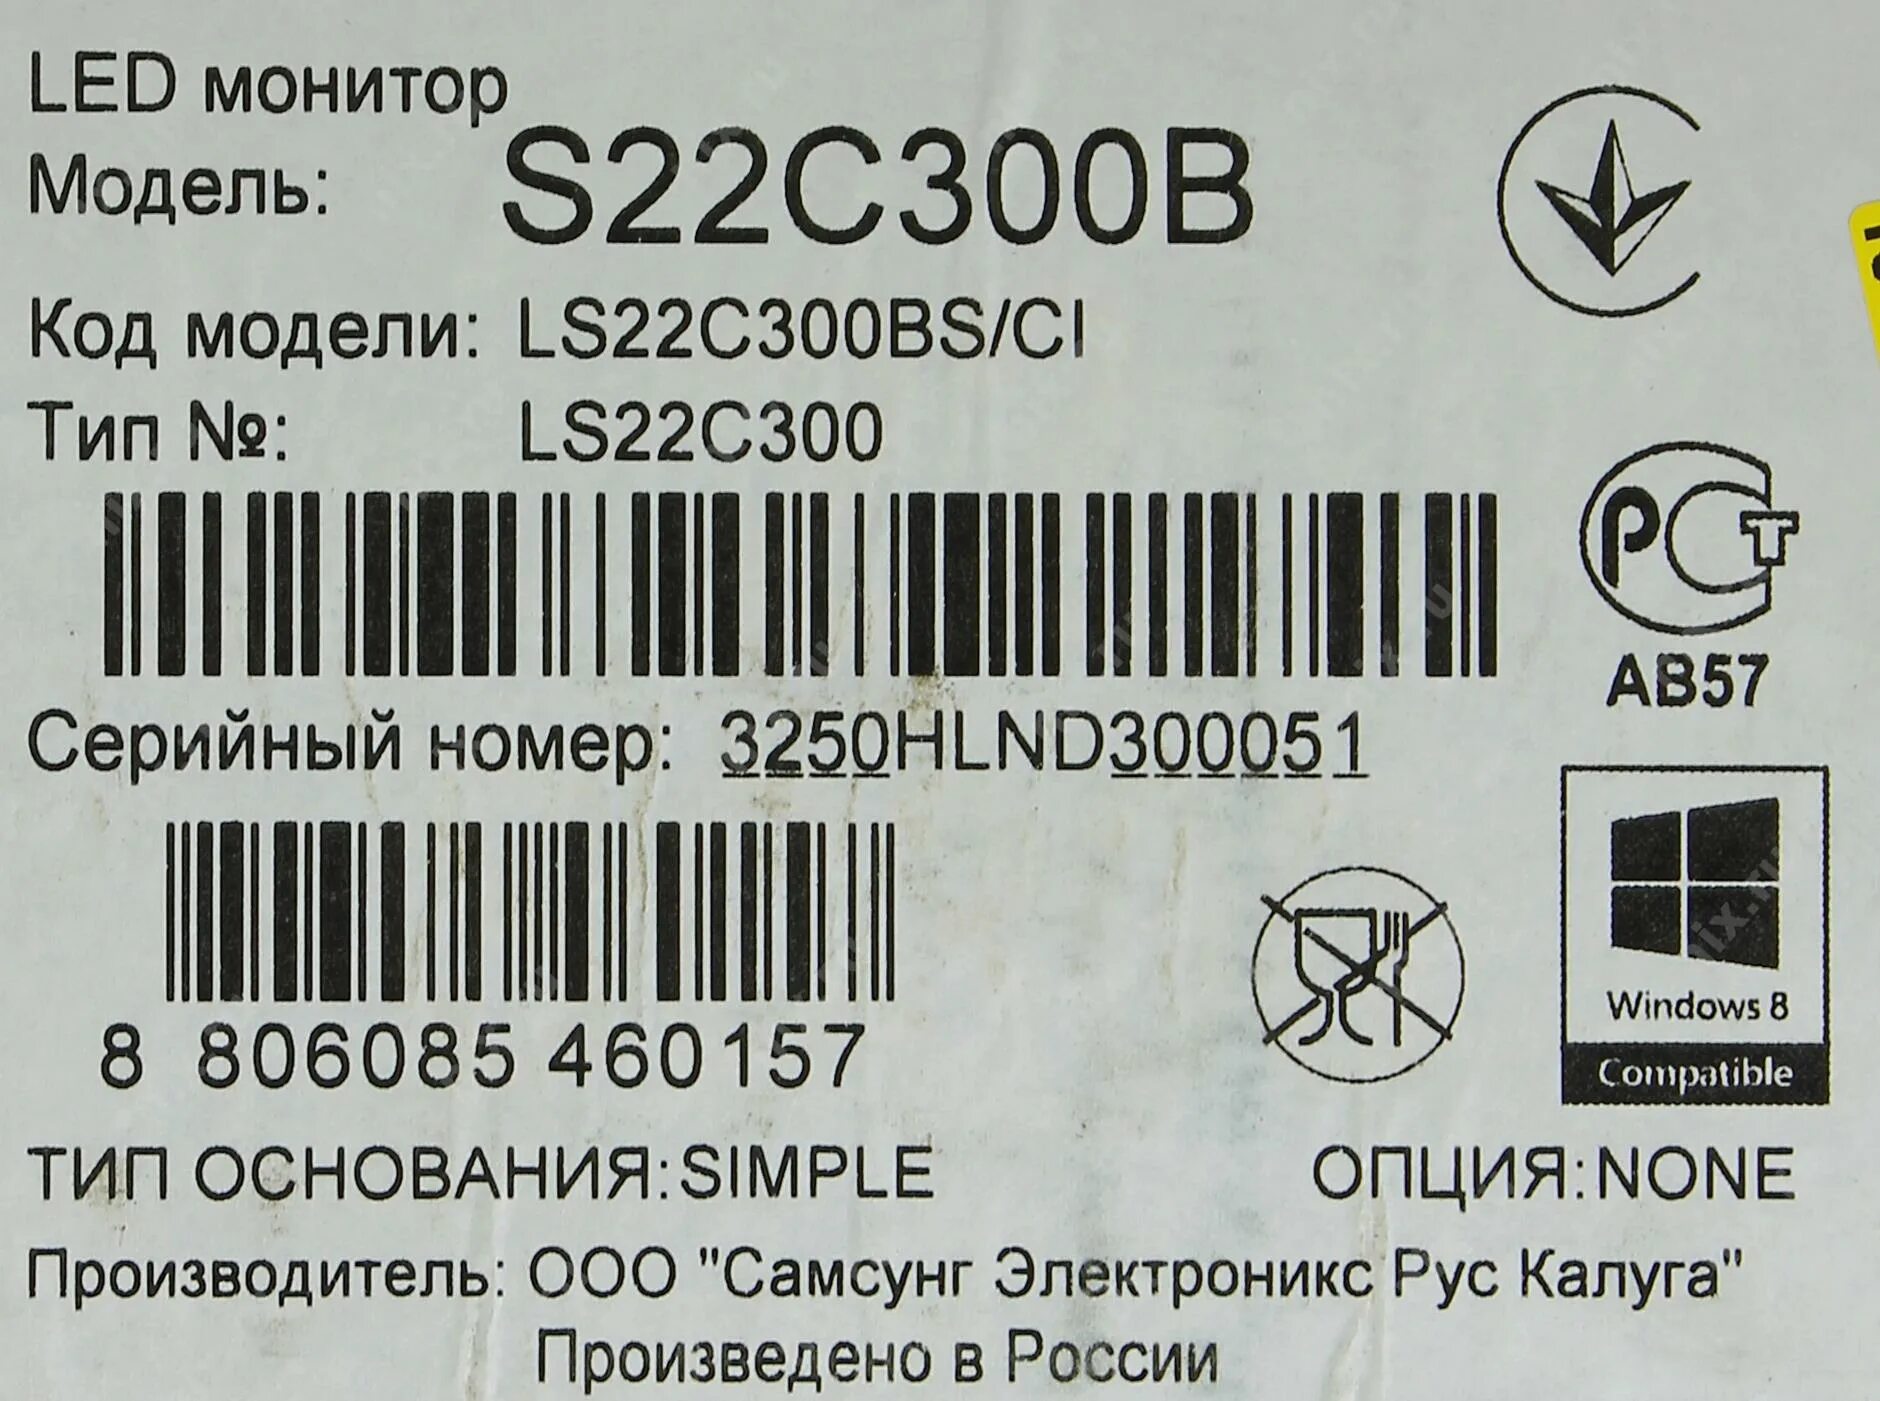 LED монитор
Модель: S22C300B
Код модели: LS22C300BS/CI
Тип №: LS22C300
РСТ
АВ57
Серийный номер: 3250HLND300051
Windows 8
Compatible
8 806085 460157
ТИП ОСНОВАНИЯ:SIMPLE ОПЦИЯ:NONE
Производитель: ООО "Самсунг Электроникс Рус Калуга"
Произведено в России